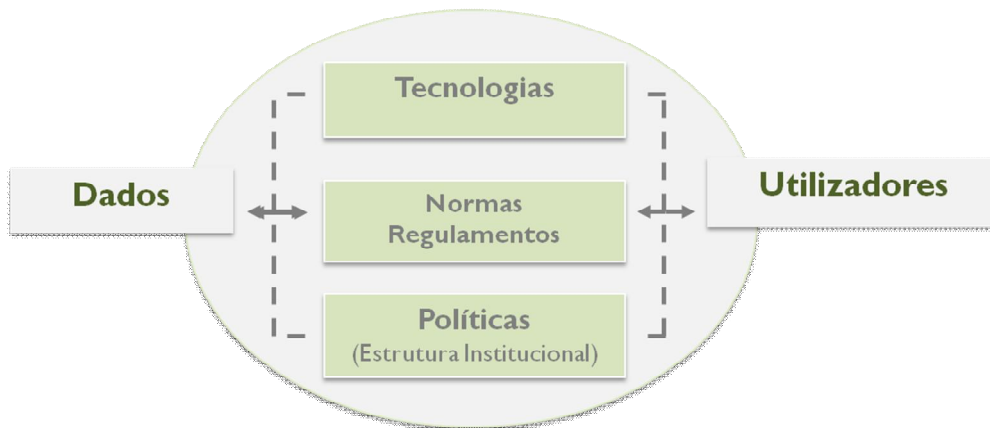 Tecnologias
Dados
Utilizadores
Normas
Regulamentos
Políticas
(Estrutura Institucional)